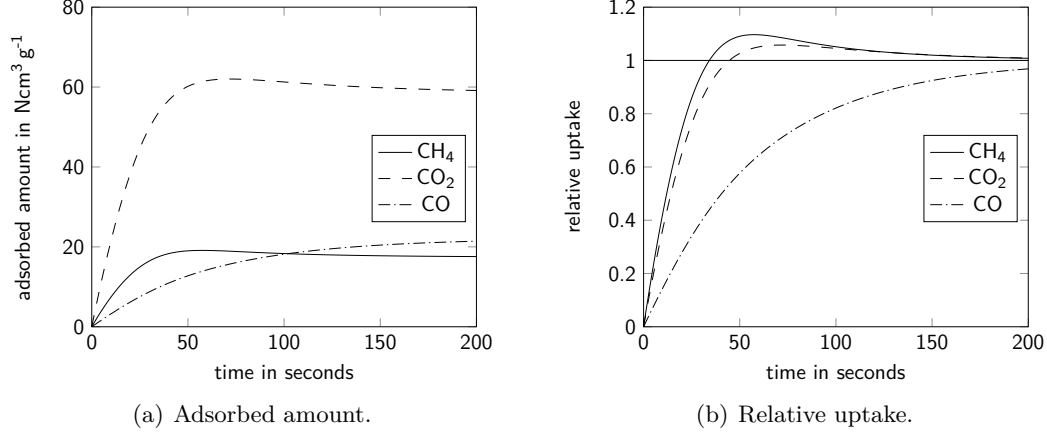 80
60
40
20
0
0 50 100 150 200
adsorbed amount in Ncm³ g⁻¹
time in seconds
CH₄
CO₂
CO
(a) Adsorbed amount.
1.2
1
0.8
0.6
0.4
0.2
0
0 50 100 150 200
relative uptake
time in seconds
CH₄
CO₂
CO
(b) Relative uptake.